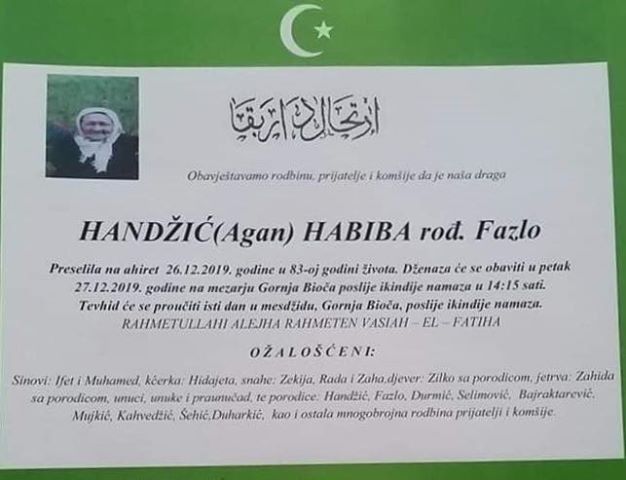 إرتحال دار بقا
Obavještavamo rodbinu, prijatelje i komšije da je naša draga
HANDŽIĆ(Agan) HABIBA rođ. Fazlo
Preselila na ahiret 26.12.2019. godine u 83-oj godini života. Dženaza će se obaviti u petak
27.12.2019. godine na mezarju Gornja Bioča poslije ikindije namaza u 14:15 sati.
Tevhid će se proučiti isti dan u mesdžidu, Gornja Bioča, poslije ikindije namaza.
RAHMETULLAHI ALEJHA RAHMETEN VASIAH – EL – FATIHA
OŽALOŠĆENI:
Sinovi: Ifet i Muhamed, kćerka: Hidajeta, snahe: Zekija, Rada i Zaha,djever: Zilko sa porodicom, jetrva: Zahida
sa porodicom, unuci, unuke i praunučad, te porodice: Handžić, Fazlo, Durmić, Selimović, Bajraktarević,
Mujkić, Kahvedžić, Šehić,Duharkić, kao i ostala mnogobrojna rodbina prijatelji i komšije.